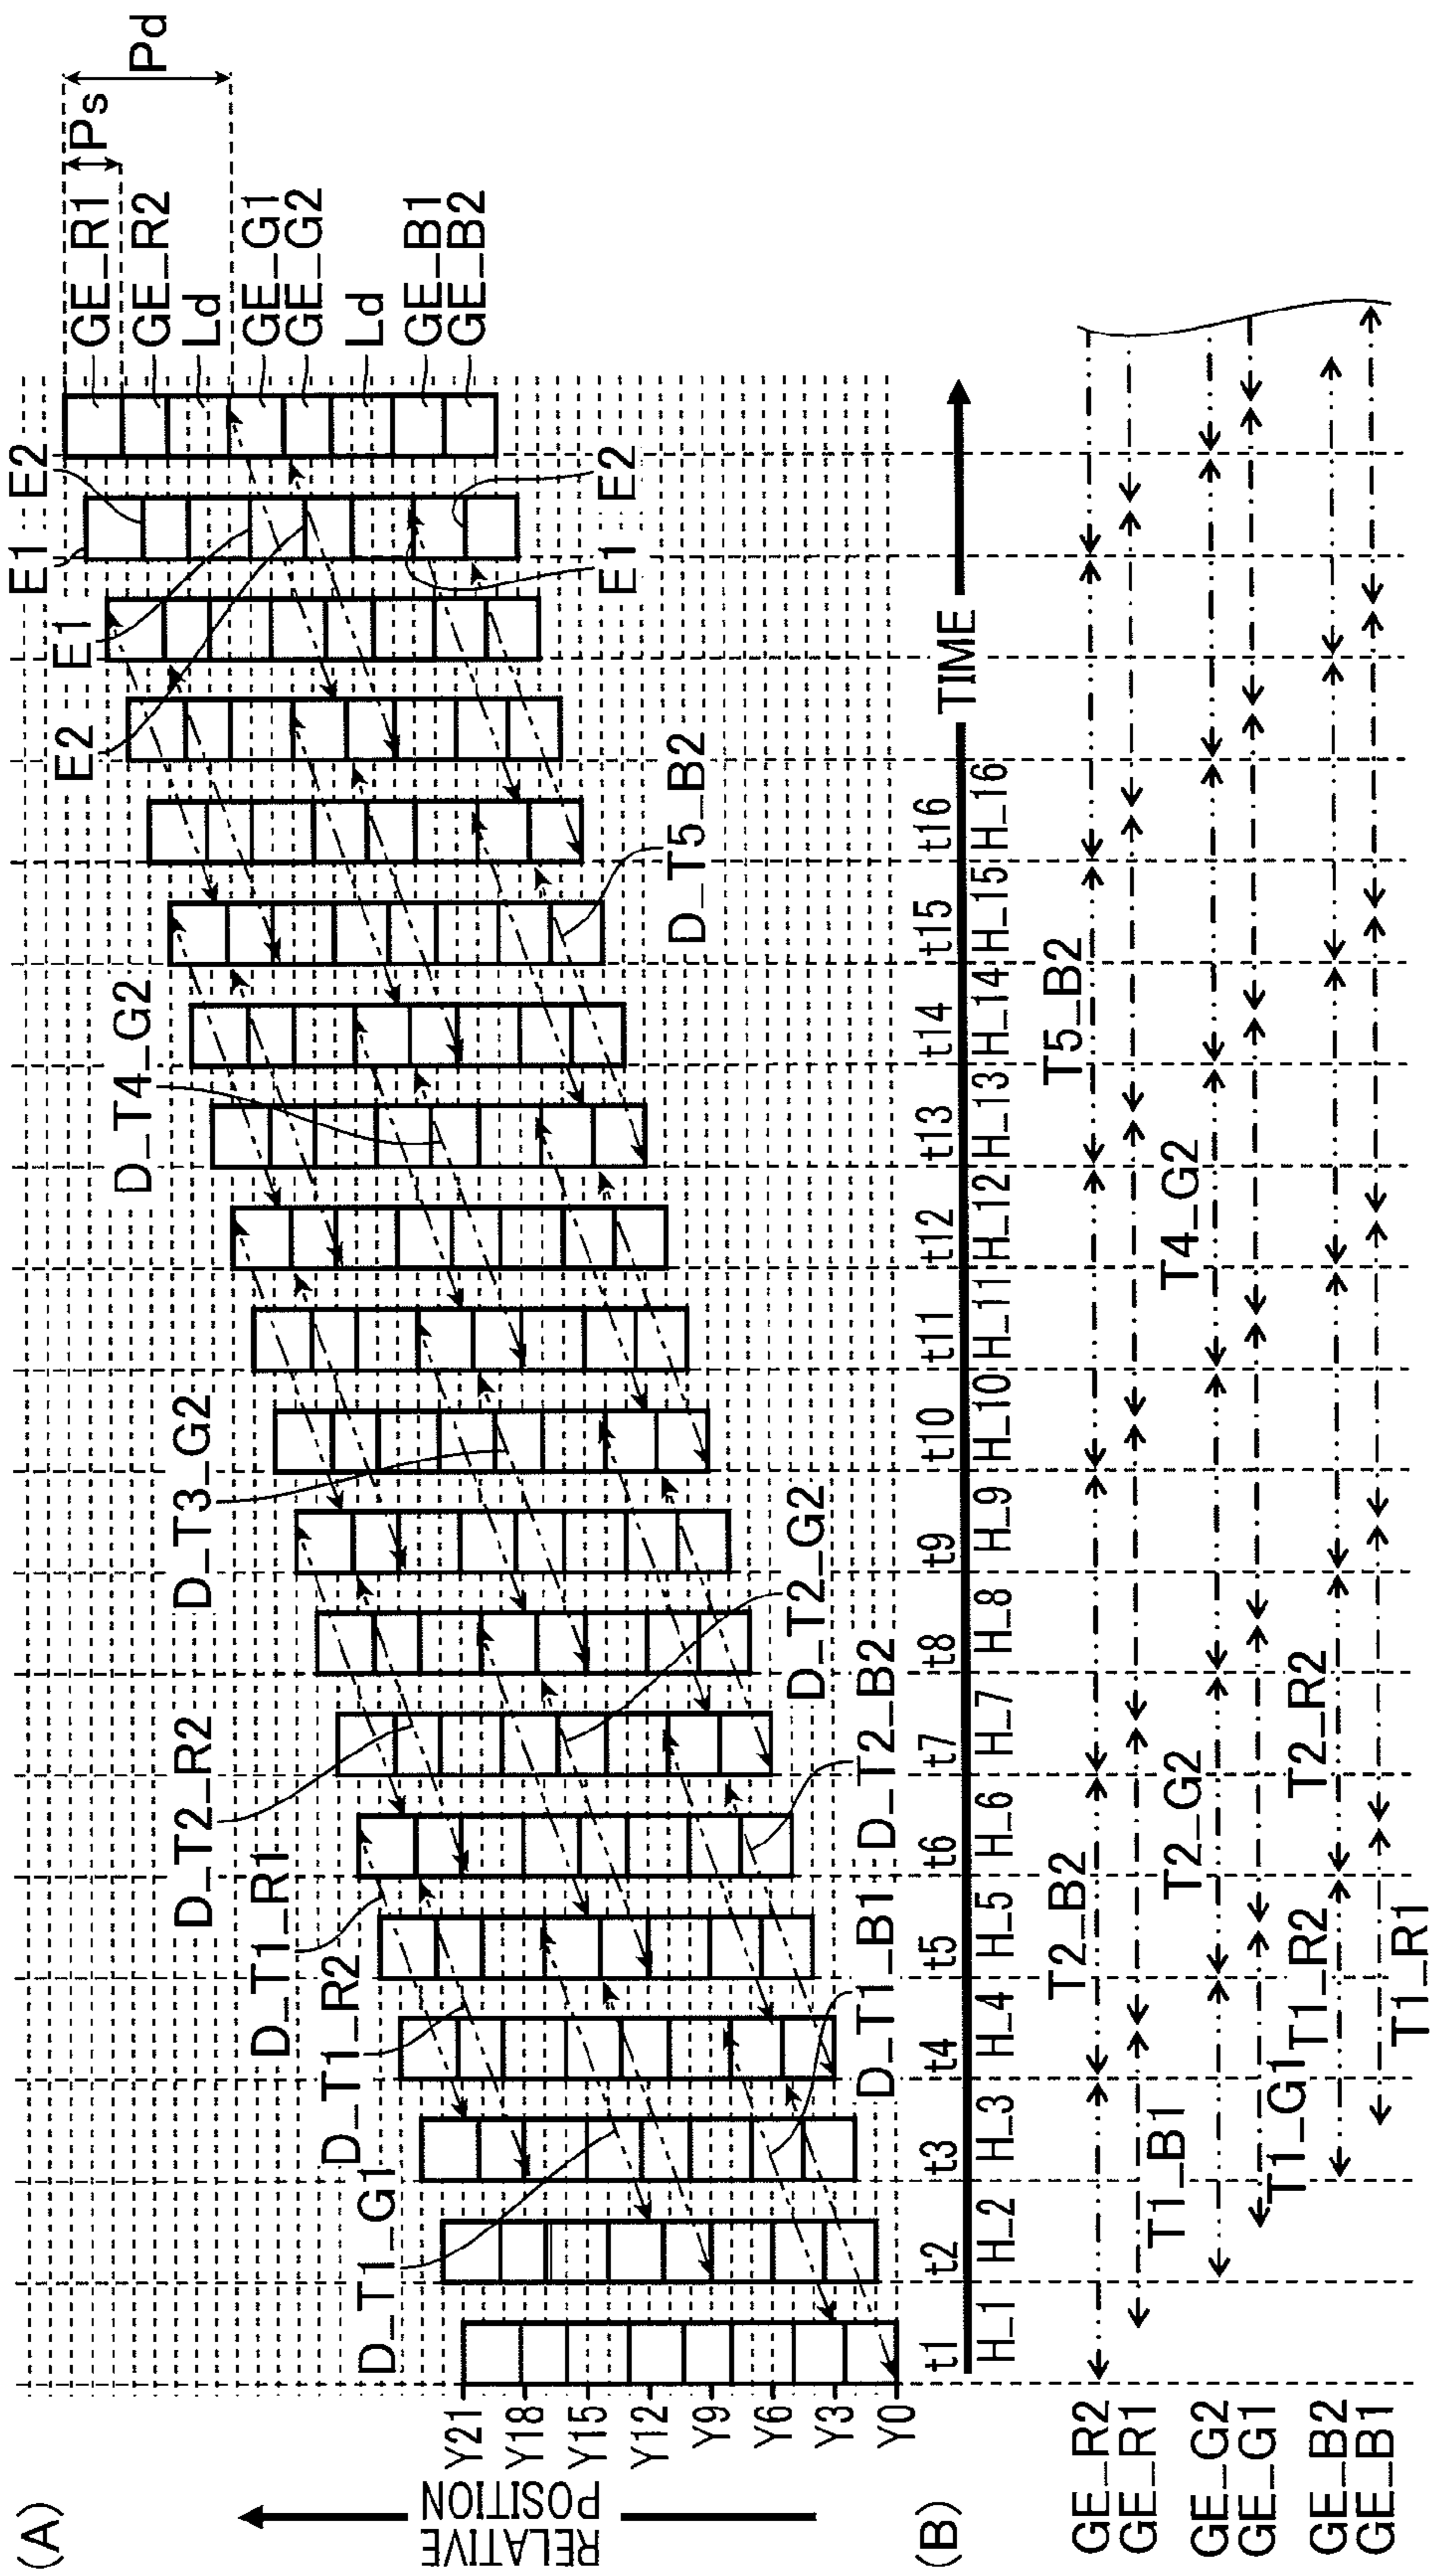 (A)
RELATIVE POSITION
Y21
Y18
Y15
Y12
Y9
Y6
Y3
Y0
D_T1_G1
D_T1_R2
D_T1_R1
D_T2_R2
D_T3_G2
D_T4_G2
E2
E1
E1
E2
D_T1_B1
D_T2_B2
D_T2_G2
D_T5_B2
E1
E2
Ps
Pd
GE_R1
GE_R2
Ld
GE_G1
GE_G2
Ld
GE_B1
GE_B2
TIME
t1 t2 t3 t4 t5 t6 t7 t8 t9 t10 t11 t12 t13 t14 t15 t16
H_1 H_2 H_3 H_4 H_5 H_6 H_7 H_8 H_9 H_10 H_11 H_12 H_13 H_14 H_15 H_16
(B)
GE_R2
GE_R1
GE_G2
GE_G1
GE_B2
GE_B1
T2_B2
T5_B2
T1_B1
T2_G2
T4_G2
T1_G1
T1_R2
T2_R2
T1_R1